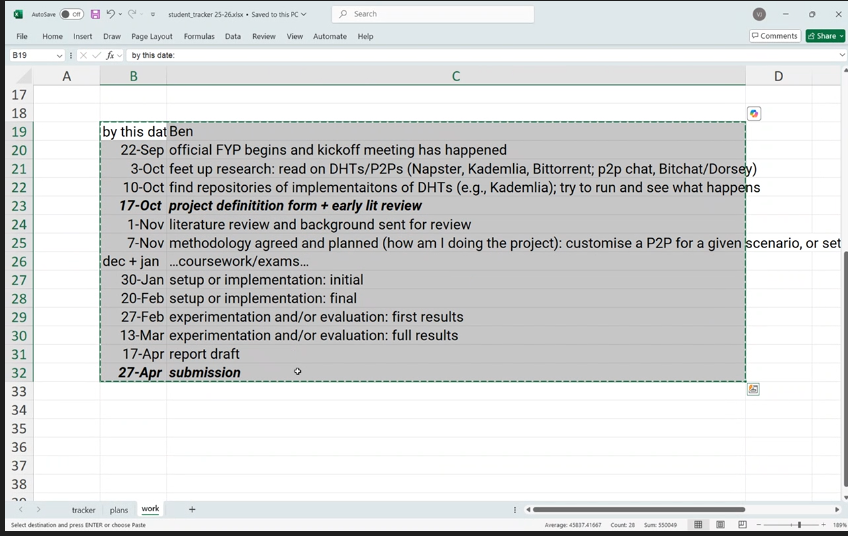 AutoSave Off student_tracker 25-26.xlsx • Saved to this PC Search VJ
File Home Insert Draw Page Layout Formulas Data Review View Automate Help Comments Share
B19 fx by this date:
A B C D
17
18
19 by this dat Ben
20 22-Sep official FYP begins and kickoff meeting has happened
21 3-Oct feet up research: read on DHTs/P2Ps (Napster, Kademlia, Bittorrent; p2p chat, Bitchat/Dorsey)
22 10-Oct find repositories of implementaitons of DHTs (e.g., Kademlia); try to run and see what happens
23 17-Oct project definitition form + early lit review
24 1-Nov literature review and background sent for review
25 7-Nov methodology agreed and planned (how am I doing the project): customise a P2P for a given scenario, or set
26 dec + jan ...coursework/exams...
27 30-Jan setup or implementation: initial
28 20-Feb setup or implementation: final
29 27-Feb experimentation and/or evaluation: first results
30 13-Mar experimentation and/or evaluation: full results
31 17-Apr report draft
32 27-Apr submission
33
34
35
36
37
38
tracker plans work
Select destination and press ENTER or choose Paste Average: 45837.41667 Count: 28 Sum: 550049 189%